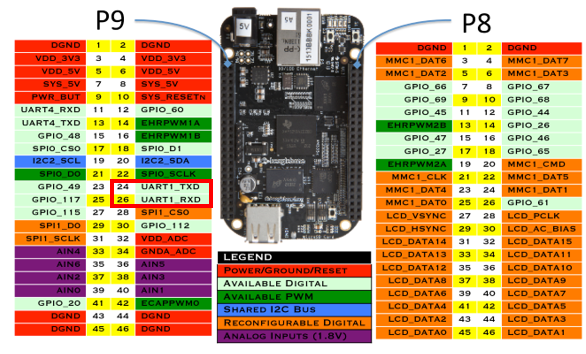 P9
P8
DGND 1 2 DGND
VDD_3V3 3 4 VDD_3V3
VDD_5V 5 6 VDD_5V
SYS_5V 7 8 SYS_5V
PWR_BUT 9 10 SYS_RESETN
UART4_RXD 11 12 GPIO_60
UART4_TXD 13 14 EHRPWM1A
GPIO_48 15 16 EHRPWM1B
SPI0_CS0 17 18 SPI0_D1
I2C2_SCL 19 20 I2C2_SDA
SPI0_D0 21 22 SPI0_SCLK
GPIO_49 23 24 UART1_TXD
GPIO_117 25 26 UART1_RXD
GPIO_115 27 28 SPI1_CS0
SPI1_D0 29 30 GPIO_112
SPI1_SCLK 31 32 VDD_ADC
AIN4 33 34 GNDA_ADC
AIN6 35 36 AIN5
AIN2 37 38 AIN3
AIN0 39 40 AIN1
GPIO_20 41 42 ECAPPWM0
DGND 43 44 DGND
DGND 45 46 DGND
5V
1513BBBK0001
LEGEND
POWER/GROUND/RESET
AVAILABLE DIGITAL
AVAILABLE PWM
SHARED I2C BUS
RECONFIGURABLE DIGITAL
ANALOG INPUTS (1.8V)
DGND 1 2 DGND
MMC1_DAT6 3 4 MMC1_DAT7
MMC1_DAT2 5 6 MMC1_DAT3
GPIO_66 7 8 GPIO_67
GPIO_69 9 10 GPIO_68
GPIO_45 11 12 GPIO_44
EHRPWM2B 13 14 GPIO_26
GPIO_47 15 16 GPIO_46
GPIO_27 17 18 GPIO_65
EHRPWM2A 19 20 MMC1_CMD
MMC1_CLK 21 22 MMC1_DAT5
MMC1_DAT4 23 24 MMC1_DAT1
MMC1_DAT0 25 26 GPIO_61
LCD_VSYNC 27 28 LCD_PCLK
LCD_HSYNC 29 30 LCD_AC_BIAS
LCD_DATA14 31 32 LCD_DATA15
LCD_DATA13 33 34 LCD_DATA11
LCD_DATA12 35 36 LCD_DATA10
LCD_DATA8 37 38 LCD_DATA9
LCD_DATA6 39 40 LCD_DATA7
LCD_DATA4 41 42 LCD_DATA5
LCD_DATA2 43 44 LCD_DATA3
LCD_DATA0 45 46 LCD_DATA1